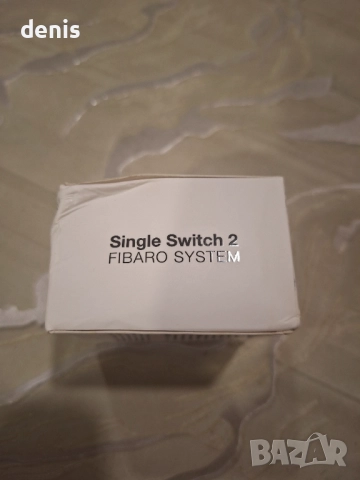 denis
Single Switch 2
FIBARO SYSTEM
BAZAR